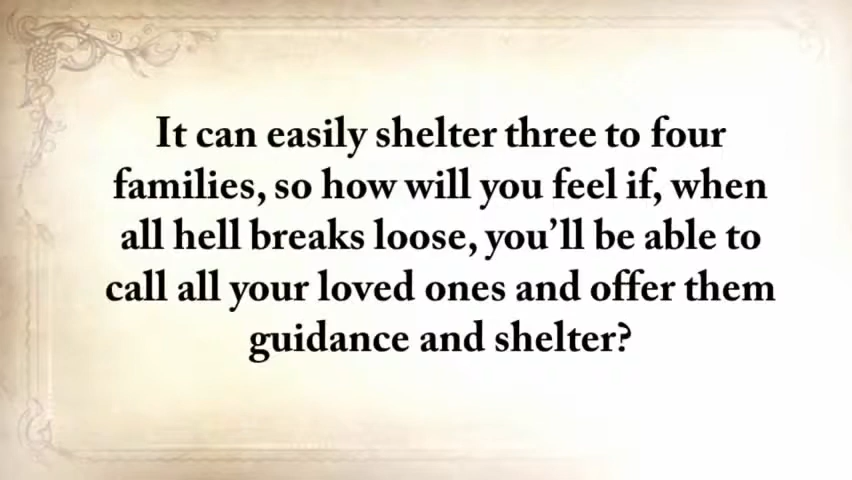 It can easily shelter three to four
families, so how will you feel if, when
all hell breaks loose, you’ll be able to
call all your loved ones and offer them
guidance and shelter?